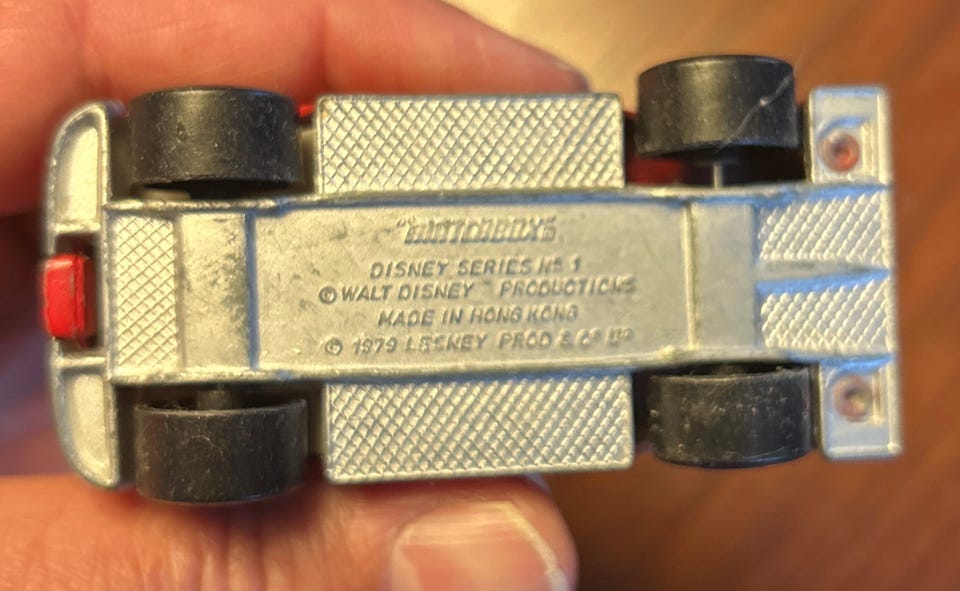 "MATCHBOX"
DISNEY SERIES Nº 1
© WALT DISNEY PRODUCTIONS
MADE IN HONG KONG
© 1979 LESNEY PROD'S & Cº LTD